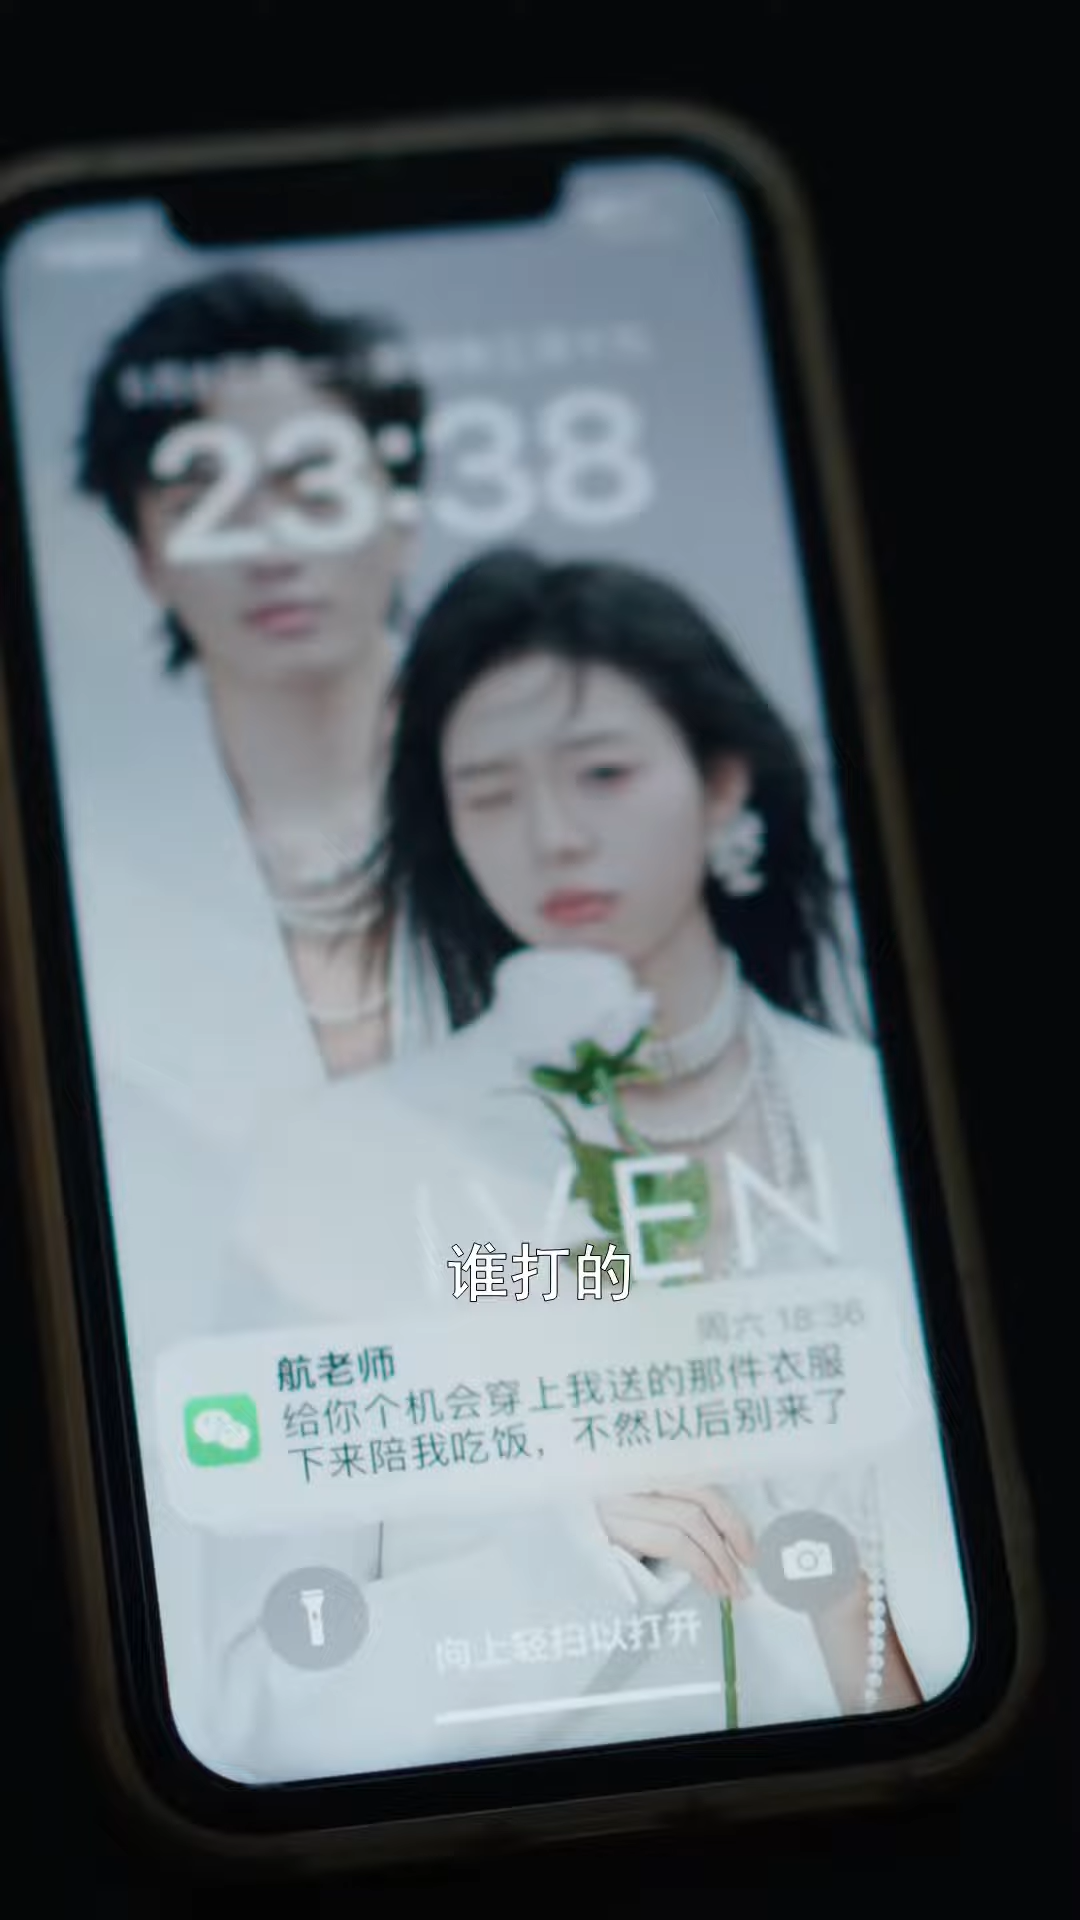 23:38
VEN
谁打的
周六 18:36
航老师
给你个机会穿上我送的那件衣服
下来陪我吃饭，不然以后别来了
向上轻扫以打开